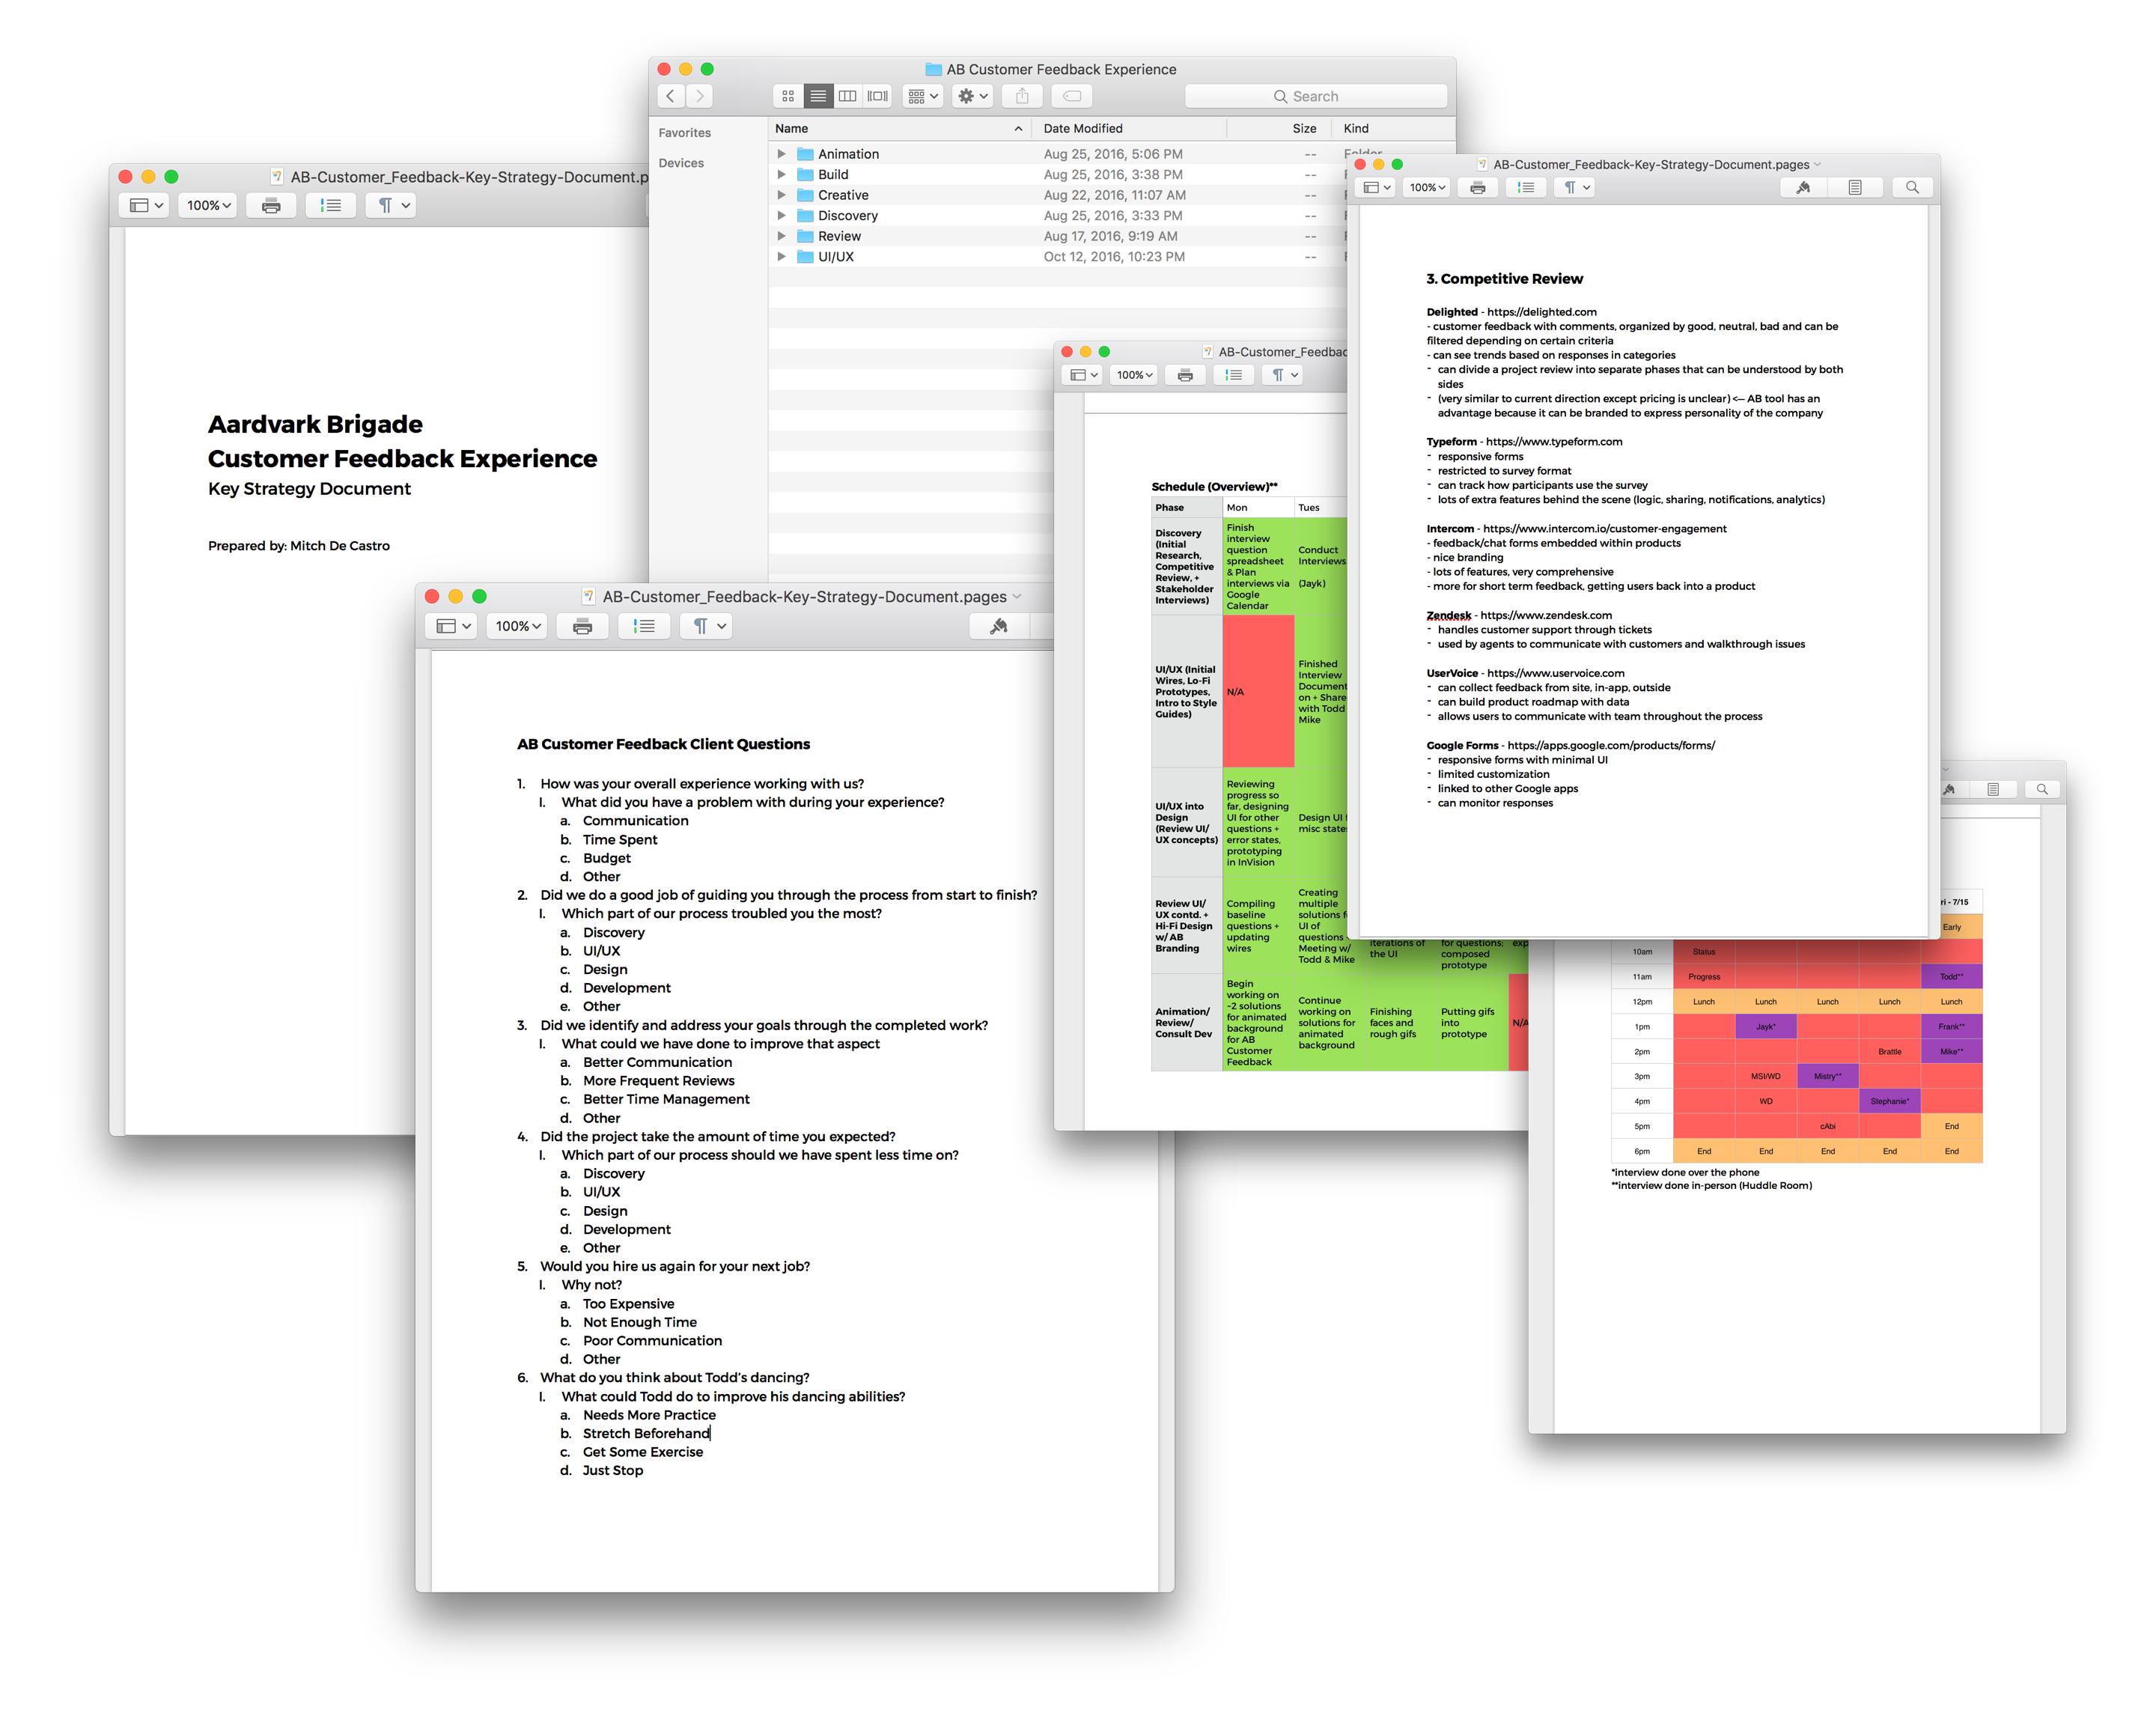 AB-Customer_Feedback-Key-Strategy-Document.p
100%
Aardvark Brigade
Customer Feedback Experience
Key Strategy Document
Prepared by: Mitch De Castro
AB Customer Feedback Experience
Search
Favorites
Devices
Name Date Modified Size Kind
Animation Aug 25, 2016, 5:06 PM -- Folder
Build Aug 25, 2016, 3:38 PM -- F
Creative Aug 22, 2016, 11:07 AM -- F
Discovery Aug 25, 2016, 3:33 PM -- F
Review Aug 17, 2016, 9:19 AM -- F
UI/UX Oct 12, 2016, 10:23 PM -- F
AB-Customer_Feedback-Key-Strategy-Document.pages
100%
AB Customer Feedback Client Questions
1. How was your overall experience working with us?
I. What did you have a problem with during your experience?
a. Communication
b. Time Spent
c. Budget
d. Other
2. Did we do a good job of guiding you through the process from start to finish?
I. Which part of our process troubled you the most?
a. Discovery
b. UI/UX
c. Design
d. Development
e. Other
3. Did we identify and address your goals through the completed work?
I. What could we have done to improve that aspect
a. Better Communication
b. More Frequent Reviews
c. Better Time Management
d. Other
4. Did the project take the amount of time you expected?
I. Which part of our process should we have spent less time on?
a. Discovery
b. UI/UX
c. Design
d. Development
e. Other
5. Would you hire us again for your next job?
I. Why not?
a. Too Expensive
b. Not Enough Time
c. Poor Communication
d. Other
6. What do you think about Todd's dancing?
I. What could Todd do to improve his dancing abilities?
a. Needs More Practice
b. Stretch Beforehand
c. Get Some Exercise
d. Just Stop
AB-Customer_Feedbac
100%
Schedule (Overview)**
Phase Mon Tues
Discovery
(Initial
Research,
Competitive
Review, +
Stakeholder
Interviews)
Finish
interview
question
spreadsheet
& Plan
interviews via
Google
Calendar
Conduct
Interviews
(Jayk)
UI/UX (Initial
Wires, Lo-Fi
Prototypes,
Intro to Style
Guides)
N/A
Finished
Interview
Document
on + Share
with Todd
Mike
UI/UX into
Design
(Review UI/
UX concepts)
Reviewing
progress so
far, designing
UI for other
questions +
error states,
prototyping
in InVision
Design UI f
misc state
Review UI/
UX contd. +
Hi-Fi Design
w/ AB
Branding
Compiling
baseline
questions +
updating
wires
Creating
multiple
solutions f
UI of
questions
Meeting w/
Todd & Mike
iterations of
the UI
for questions;
composed
prototype
exp
Animation/
Review/
Consult Dev
Begin
working on
~2 solutions
for animated
background
for AB
Customer
Feedback
Continue
working on
solutions for
animated
background
Finishing
faces and
rough gifs
Putting gifs
into
prototype
N/A
AB-Customer_Feedback-Key-Strategy-Document.pages
100%
3. Competitive Review
Delighted - https://delighted.com
- customer feedback with comments, organized by good, neutral, bad and can be
filtered depending on certain criteria
- can see trends based on responses in categories
- can divide a project review into separate phases that can be understood by both
sides
- (very similar to current direction except pricing is unclear) <— AB tool has an
advantage because it can be branded to express personality of the company
Typeform - https://www.typeform.com
- responsive forms
- restricted to survey format
- can track how participants use the survey
- lots of extra features behind the scene (logic, sharing, notifications, analytics)
Intercom - https://www.intercom.io/customer-engagement
- feedback/chat forms embedded within products
- nice branding
- lots of features, very comprehensive
- more for short term feedback, getting users back into a product
Zendesk - https://www.zendesk.com
- handles customer support through tickets
- used by agents to communicate with customers and walkthrough issues
UserVoice - https://www.uservoice.com
- can collect feedback from site, in-app, outside
- can build product roadmap with data
- allows users to communicate with team throughout the process
Google Forms - https://apps.google.com/products/forms/
- responsive forms with minimal UI
- limited customization
- linked to other Google apps
- can monitor responses
ri - 7/15
Early
10am Status
11am Progress Todd**
12pm Lunch Lunch Lunch Lunch Lunch
1pm Jayk* Frank**
2pm Brattle Mike**
3pm MSI/WD Mistry**
4pm WD Stephanie*
5pm cAbi End
6pm End End End End End
*interview done over the phone
**interview done in-person (Huddle Room)